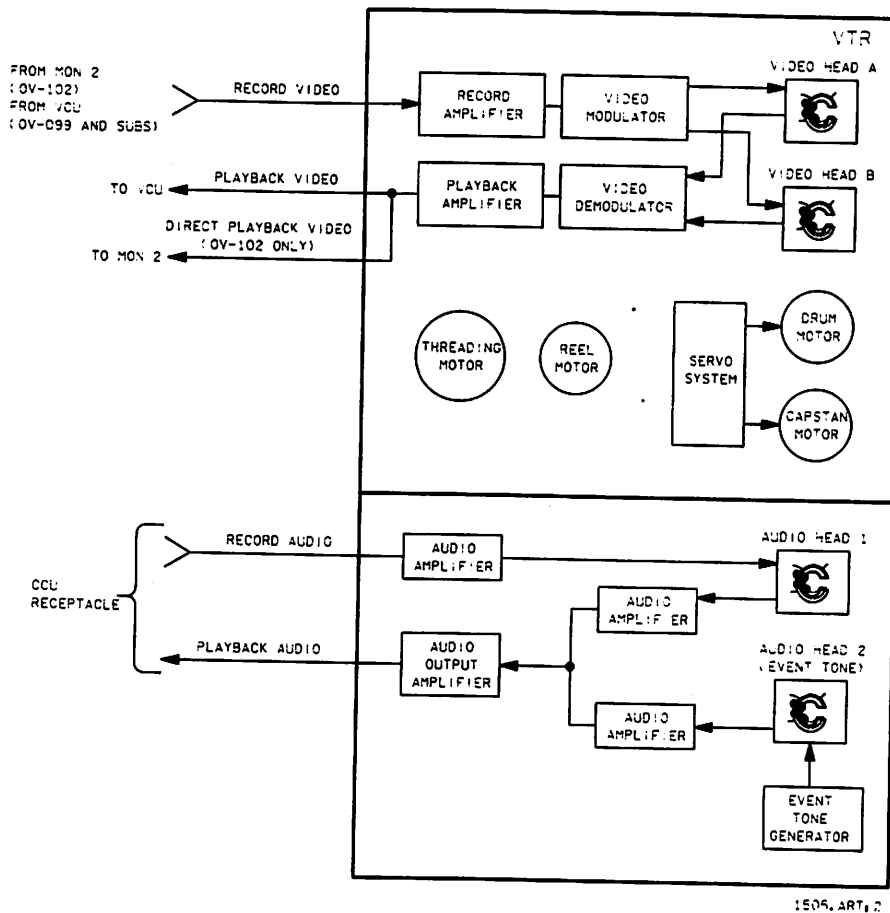 VTR
FROM MON 2
(OV-102)
FROM VCU
(OV-099 AND SUBS)
RECORD VIDEO
RECORD
AMPLIFIER
VIDEO
MODULATOR
VIDEO HEAD A
TO VCU
PLAYBACK VIDEO
PLAYBACK
AMPLIFIER
VIDEO
DEMODULATOR
VIDEO HEAD B
DIRECT PLAYBACK VIDEO
(OV-102 ONLY)
TO MON 2
THREADING
MOTOR
REEL
MOTOR
SERVO
SYSTEM
DRUM
MOTOR
CAPSTAN
MOTOR
CCU
RECEPTACLE
RECORD AUDIO
AUDIO
AMPLIFIER
AUDIO HEAD 1
AUDIO
AMPLIFIER
PLAYBACK AUDIO
AUDIO
OUTPUT
AMPLIFIER
AUDIO HEAD 2
(EVENT TONE)
AUDIO
AMPLIFIER
EVENT
TONE
GENERATOR
1505.ART; 2